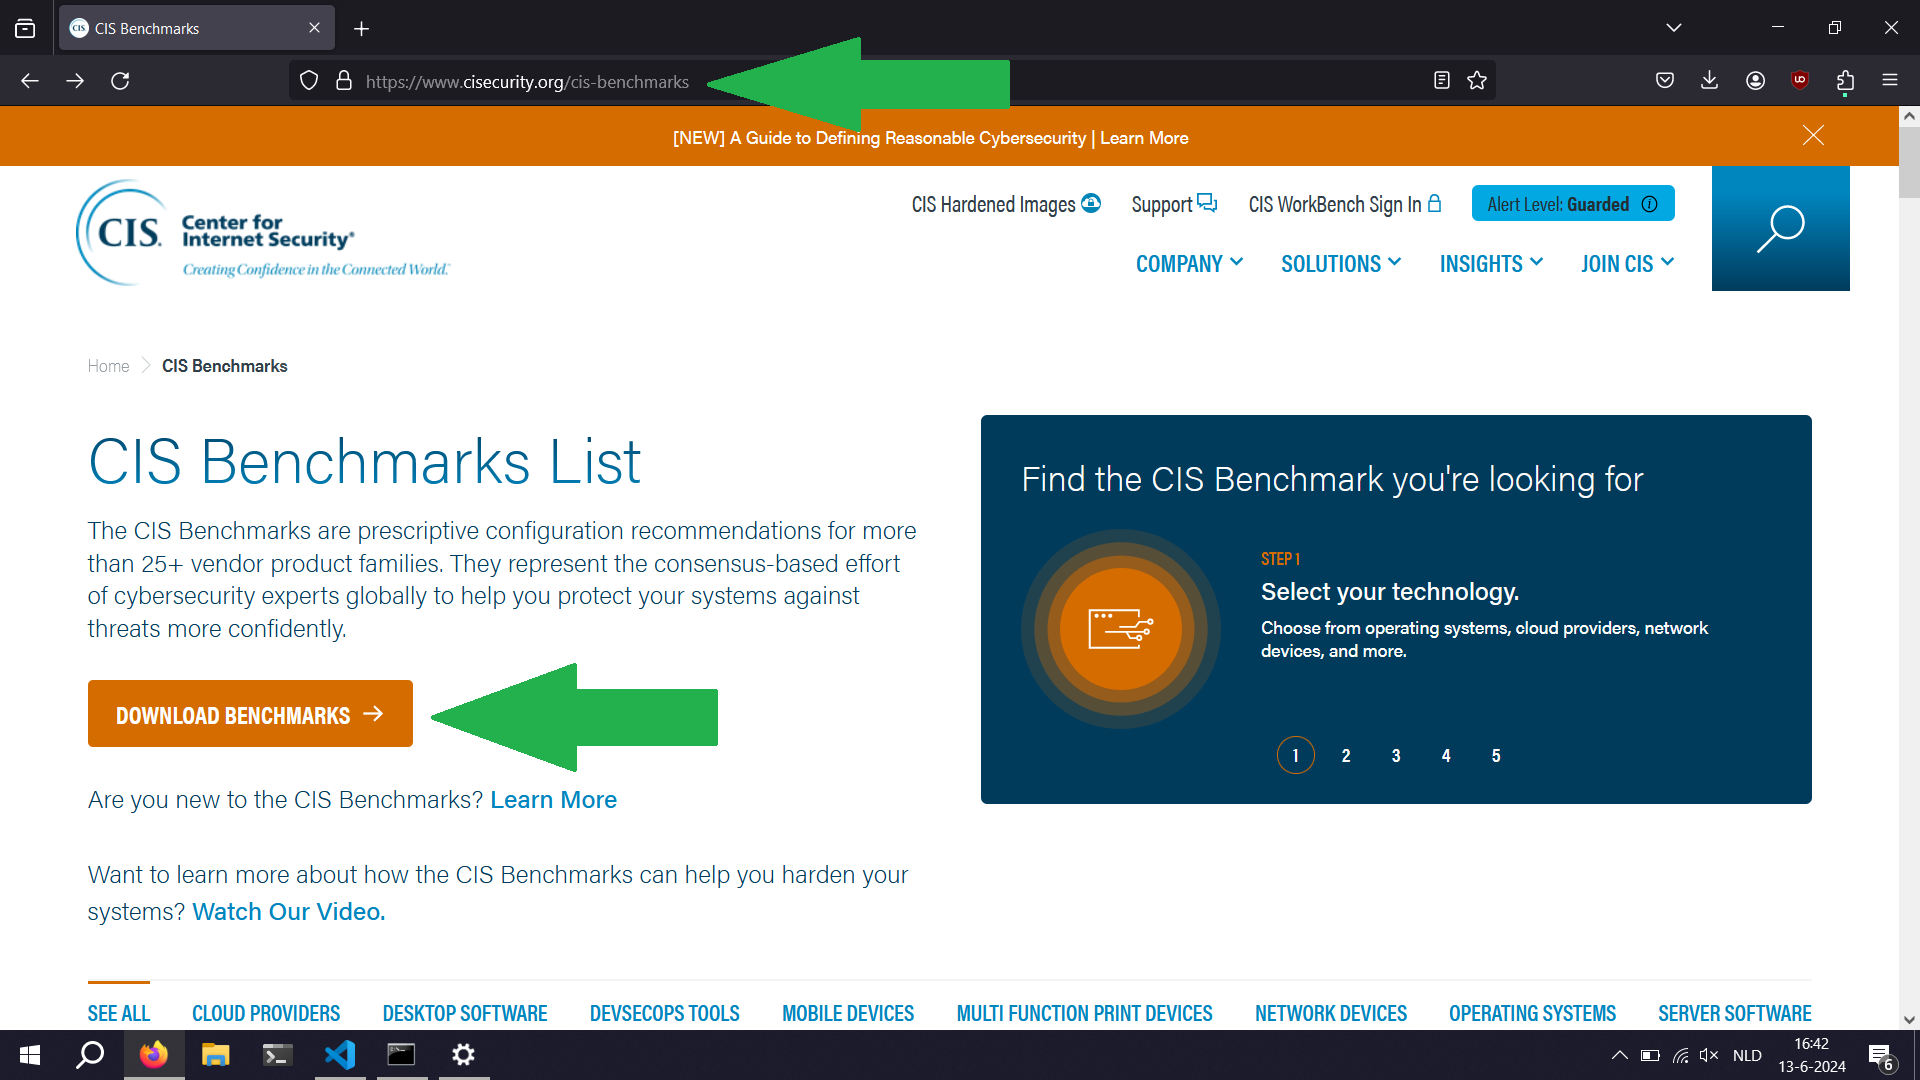 CIS Benchmarks
https://www.cisecurity.org/cis-benchmarks
[NEW] A Guide to Defining Reasonable Cybersecurity | Learn More
CIS Hardened Images
Support
CIS WorkBench Sign In
Alert Level: Guarded
CIS.
Center for
Internet Security®
Creating Confidence in the Connected World.
COMPANY
SOLUTIONS
INSIGHTS
JOIN CIS
Home
CIS Benchmarks
CIS Benchmarks List
The CIS Benchmarks are prescriptive configuration recommendations for more
than 25+ vendor product families. They represent the consensus-based effort
of cybersecurity experts globally to help you protect your systems against
threats more confidently.
DOWNLOAD BENCHMARKS
Are you new to the CIS Benchmarks? Learn More
Want to learn more about how the CIS Benchmarks can help you harden your
systems? Watch Our Video.
Find the CIS Benchmark you're looking for
STEP 1
Select your technology.
Choose from operating systems, cloud providers, network
devices, and more.
1 2 3 4 5
SEE ALL
CLOUD PROVIDERS
DESKTOP SOFTWARE
DEVSECOPS TOOLS
MOBILE DEVICES
MULTI FUNCTION PRINT DEVICES
NETWORK DEVICES
OPERATING SYSTEMS
SERVER SOFTWARE
NLD
16:42
13-6-2024
6